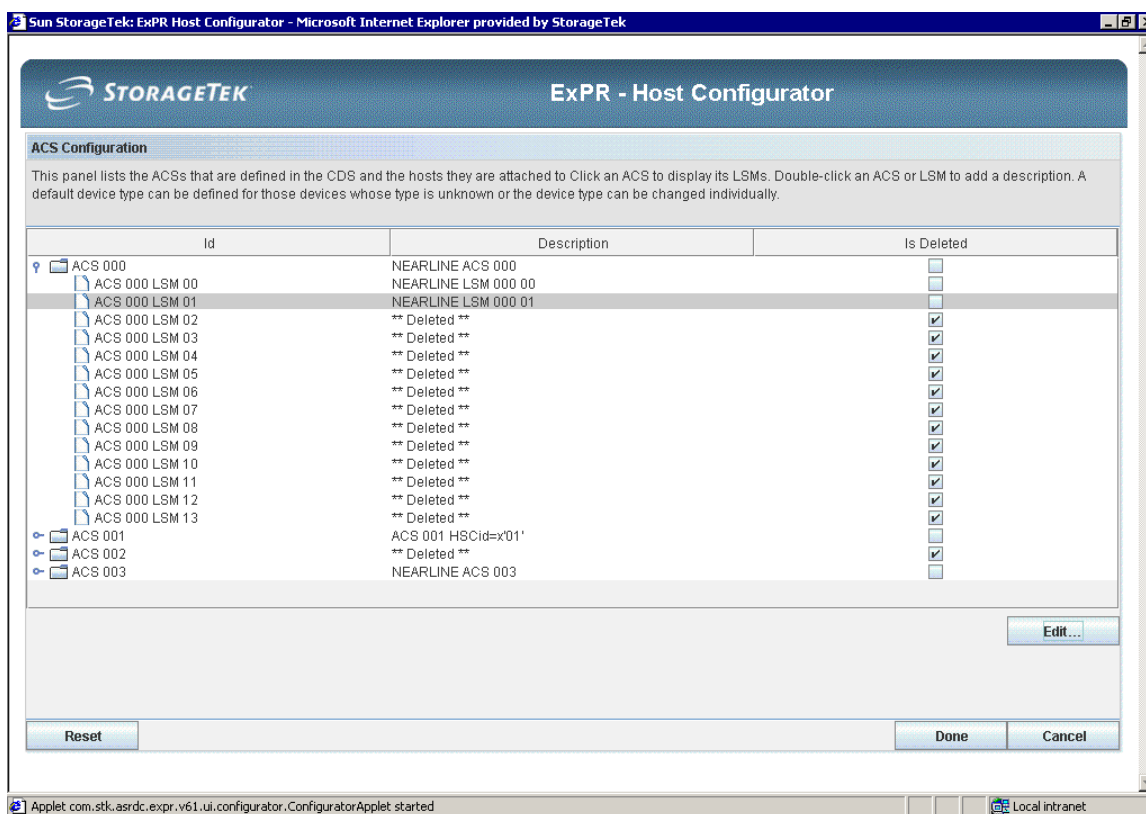 Sun StorageTek: ExPR Host Configurator - Microsoft Internet Explorer provided by StorageTek
STORAGETEK
ExPR - Host Configurator
ACS Configuration
This panel lists the ACSs that are defined in the CDS and the hosts they are attached to Click an ACS to display its LSMs. Double-click an ACS or LSM to add a description. A
default device type can be defined for those devices whose type is unknown or the device type can be changed individually.
Id Description Is Deleted
ACS 000 NEARLINE ACS 000
ACS 000 LSM 00 NEARLINE LSM 000 00
ACS 000 LSM 01 NEARLINE LSM 000 01
ACS 000 LSM 02 ** Deleted **
ACS 000 LSM 03 ** Deleted **
ACS 000 LSM 04 ** Deleted **
ACS 000 LSM 05 ** Deleted **
ACS 000 LSM 06 ** Deleted **
ACS 000 LSM 07 ** Deleted **
ACS 000 LSM 08 ** Deleted **
ACS 000 LSM 09 ** Deleted **
ACS 000 LSM 10 ** Deleted **
ACS 000 LSM 11 ** Deleted **
ACS 000 LSM 12 ** Deleted **
ACS 000 LSM 13 ** Deleted **
ACS 001 ACS 001 HSCid=x'01'
ACS 002 ** Deleted **
ACS 003 NEARLINE ACS 003
Edit...
Reset Done Cancel
Applet com.stk.asrdc.expr.v61.ui.configurator.ConfiguratorApplet started Local intranet